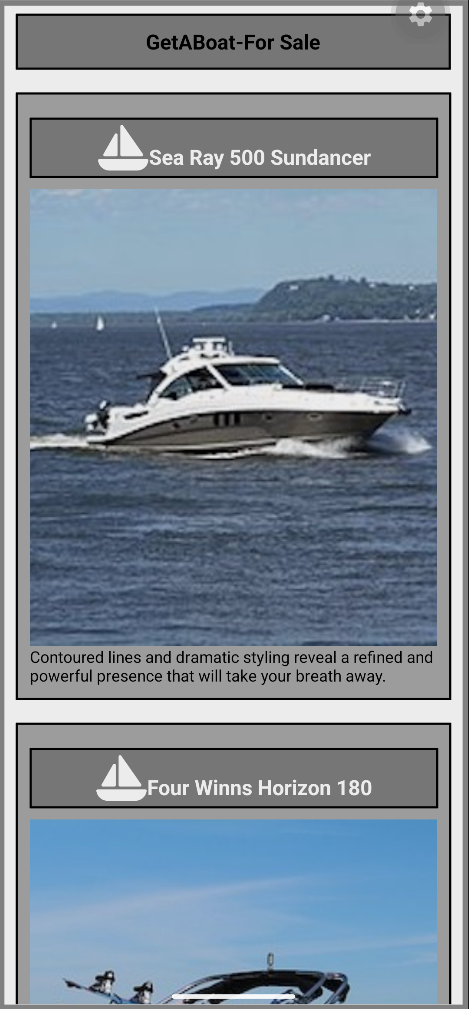 GetABoat-For Sale
Sea Ray 500 Sundancer
Contoured lines and dramatic styling reveal a refined and
powerful presence that will take your breath away.
Four Winns Horizon 180